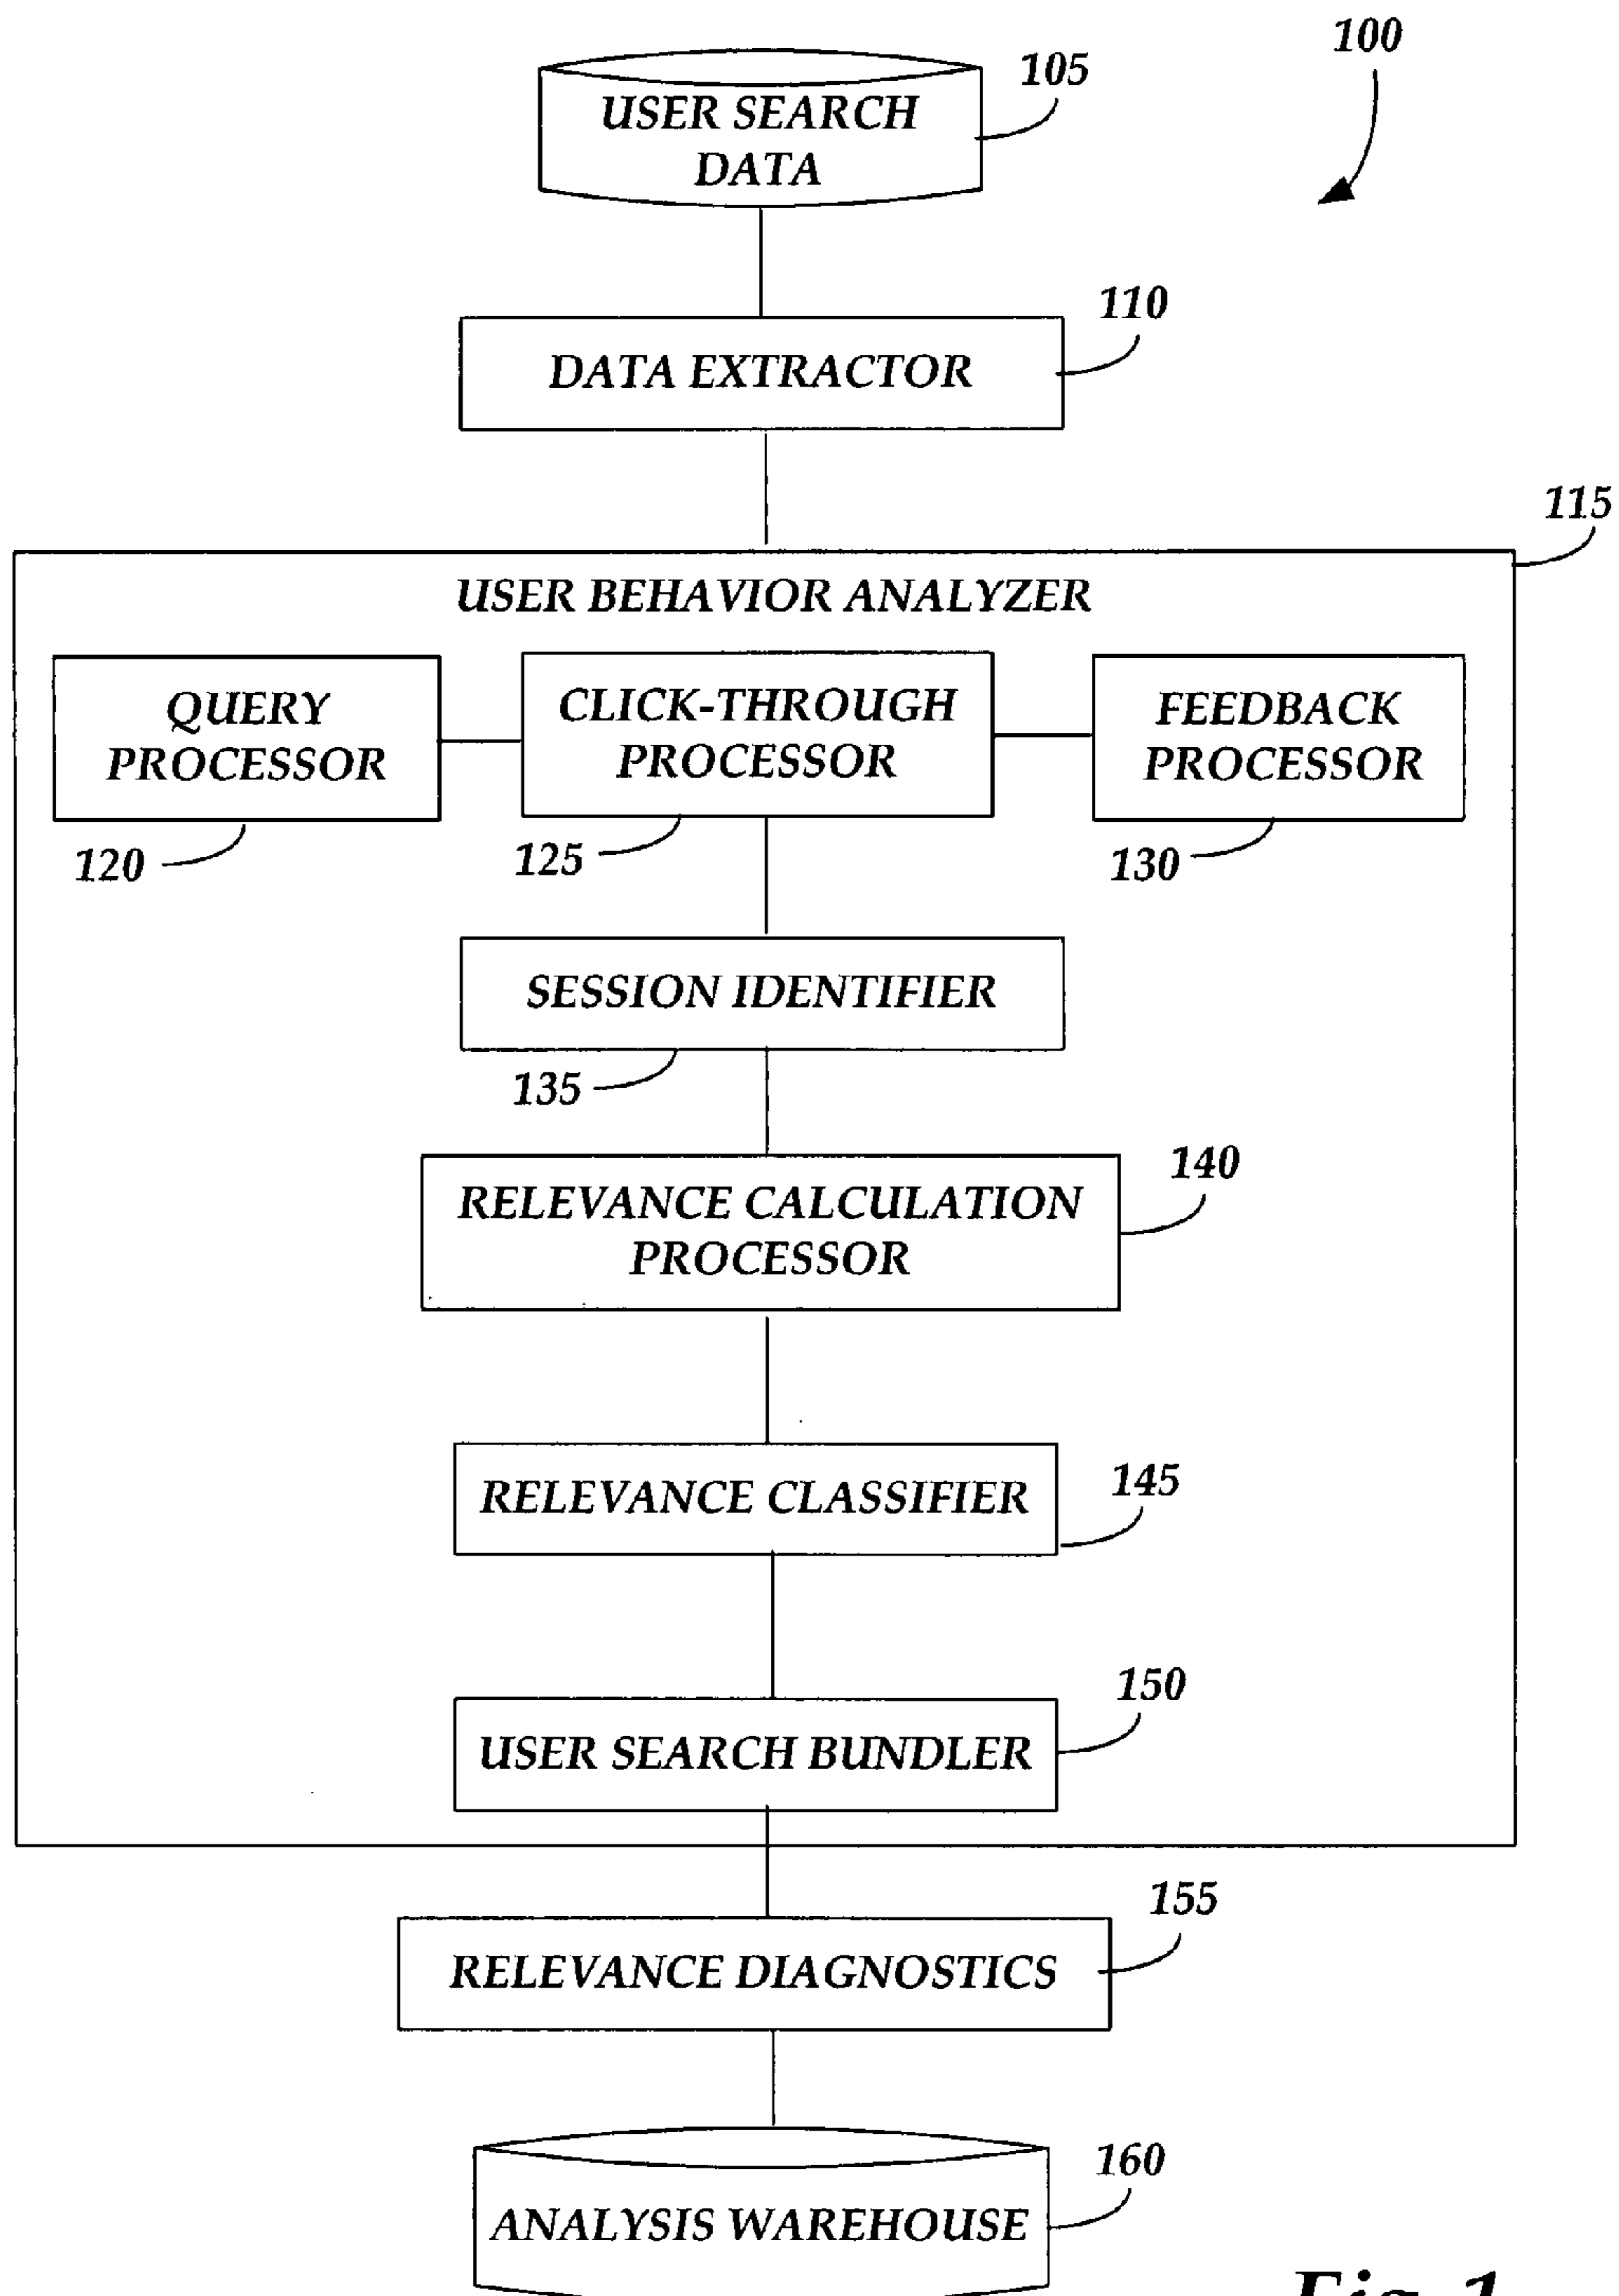 100
105
USER SEARCH
DATA
110
DATA EXTRACTOR
115
USER BEHAVIOR ANALYZER
QUERY
PROCESSOR
CLICK-THROUGH
PROCESSOR
FEEDBACK
PROCESSOR
120
125
130
SESSION IDENTIFIER
135
140
RELEVANCE CALCULATION
PROCESSOR
RELEVANCE CLASSIFIER
145
150
USER SEARCH BUNDLER
155
RELEVANCE DIAGNOSTICS
160
ANALYSIS WAREHOUSE
Fig. 1